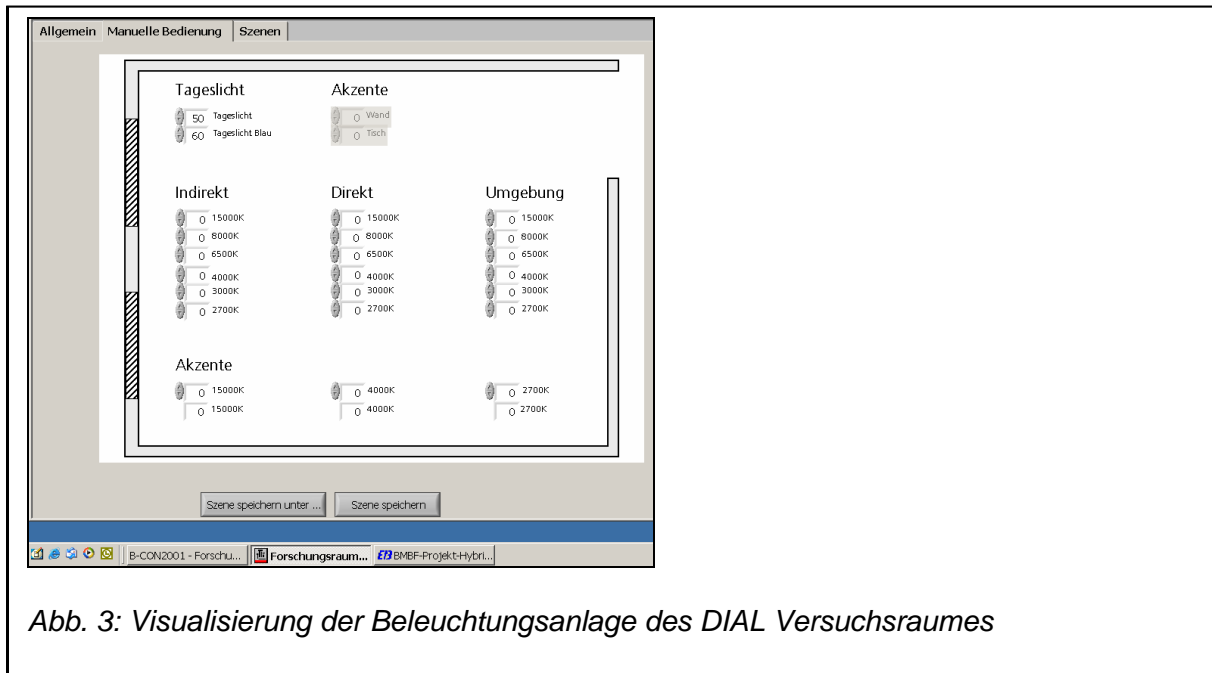 Allgemein Manuelle Bedienung Szenen
Tageslicht Akzente
50 Tageslicht 0 Wand
60 Tageslicht Blau 0 Tisch
Indirekt Direkt Umgebung
0 15000K 0 15000K 0 15000K
0 8000K 0 8000K 0 8000K
0 6500K 0 6500K 0 6500K
0 4000K 0 4000K 0 4000K
0 3000K 0 3000K 0 3000K
0 2700K 0 2700K 0 2700K
Akzente
0 15000K 0 4000K 0 2700K
0 15000K 0 4000K 0 2700K
Szene speichern unter ... Szene speichern
B-CON2001 - Forschu... Forschungsraum... BMBF-Projekt-Hybri...
Abb. 3: Visualisierung der Beleuchtungsanlage des DIAL Versuchsraumes